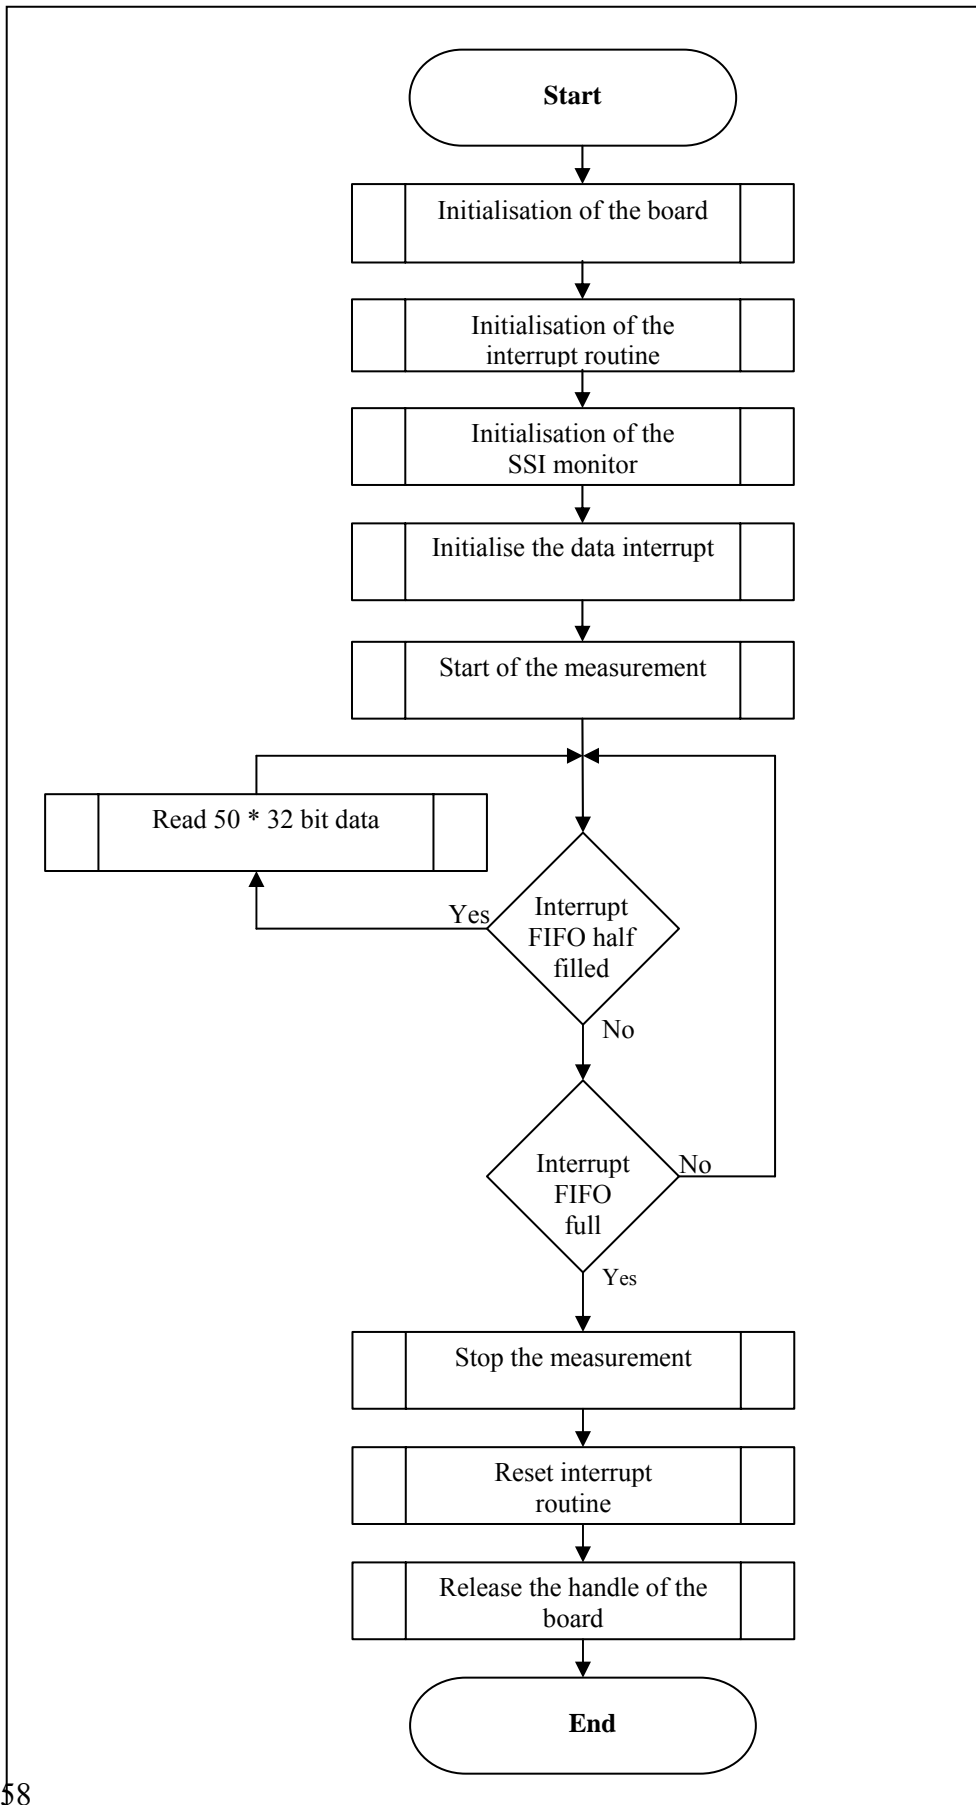 Start
Initialisation of the board
Initialisation of the
interrupt routine
Initialisation of the
SSI monitor
Initialise the data interrupt
Start of the measurement
Read 50 * 32 bit data
Yes
Interrupt
FIFO half
filled
No
Interrupt
FIFO
full
No
Yes
Stop the measurement
Reset interrupt
routine
Release the handle of the
board
End
58